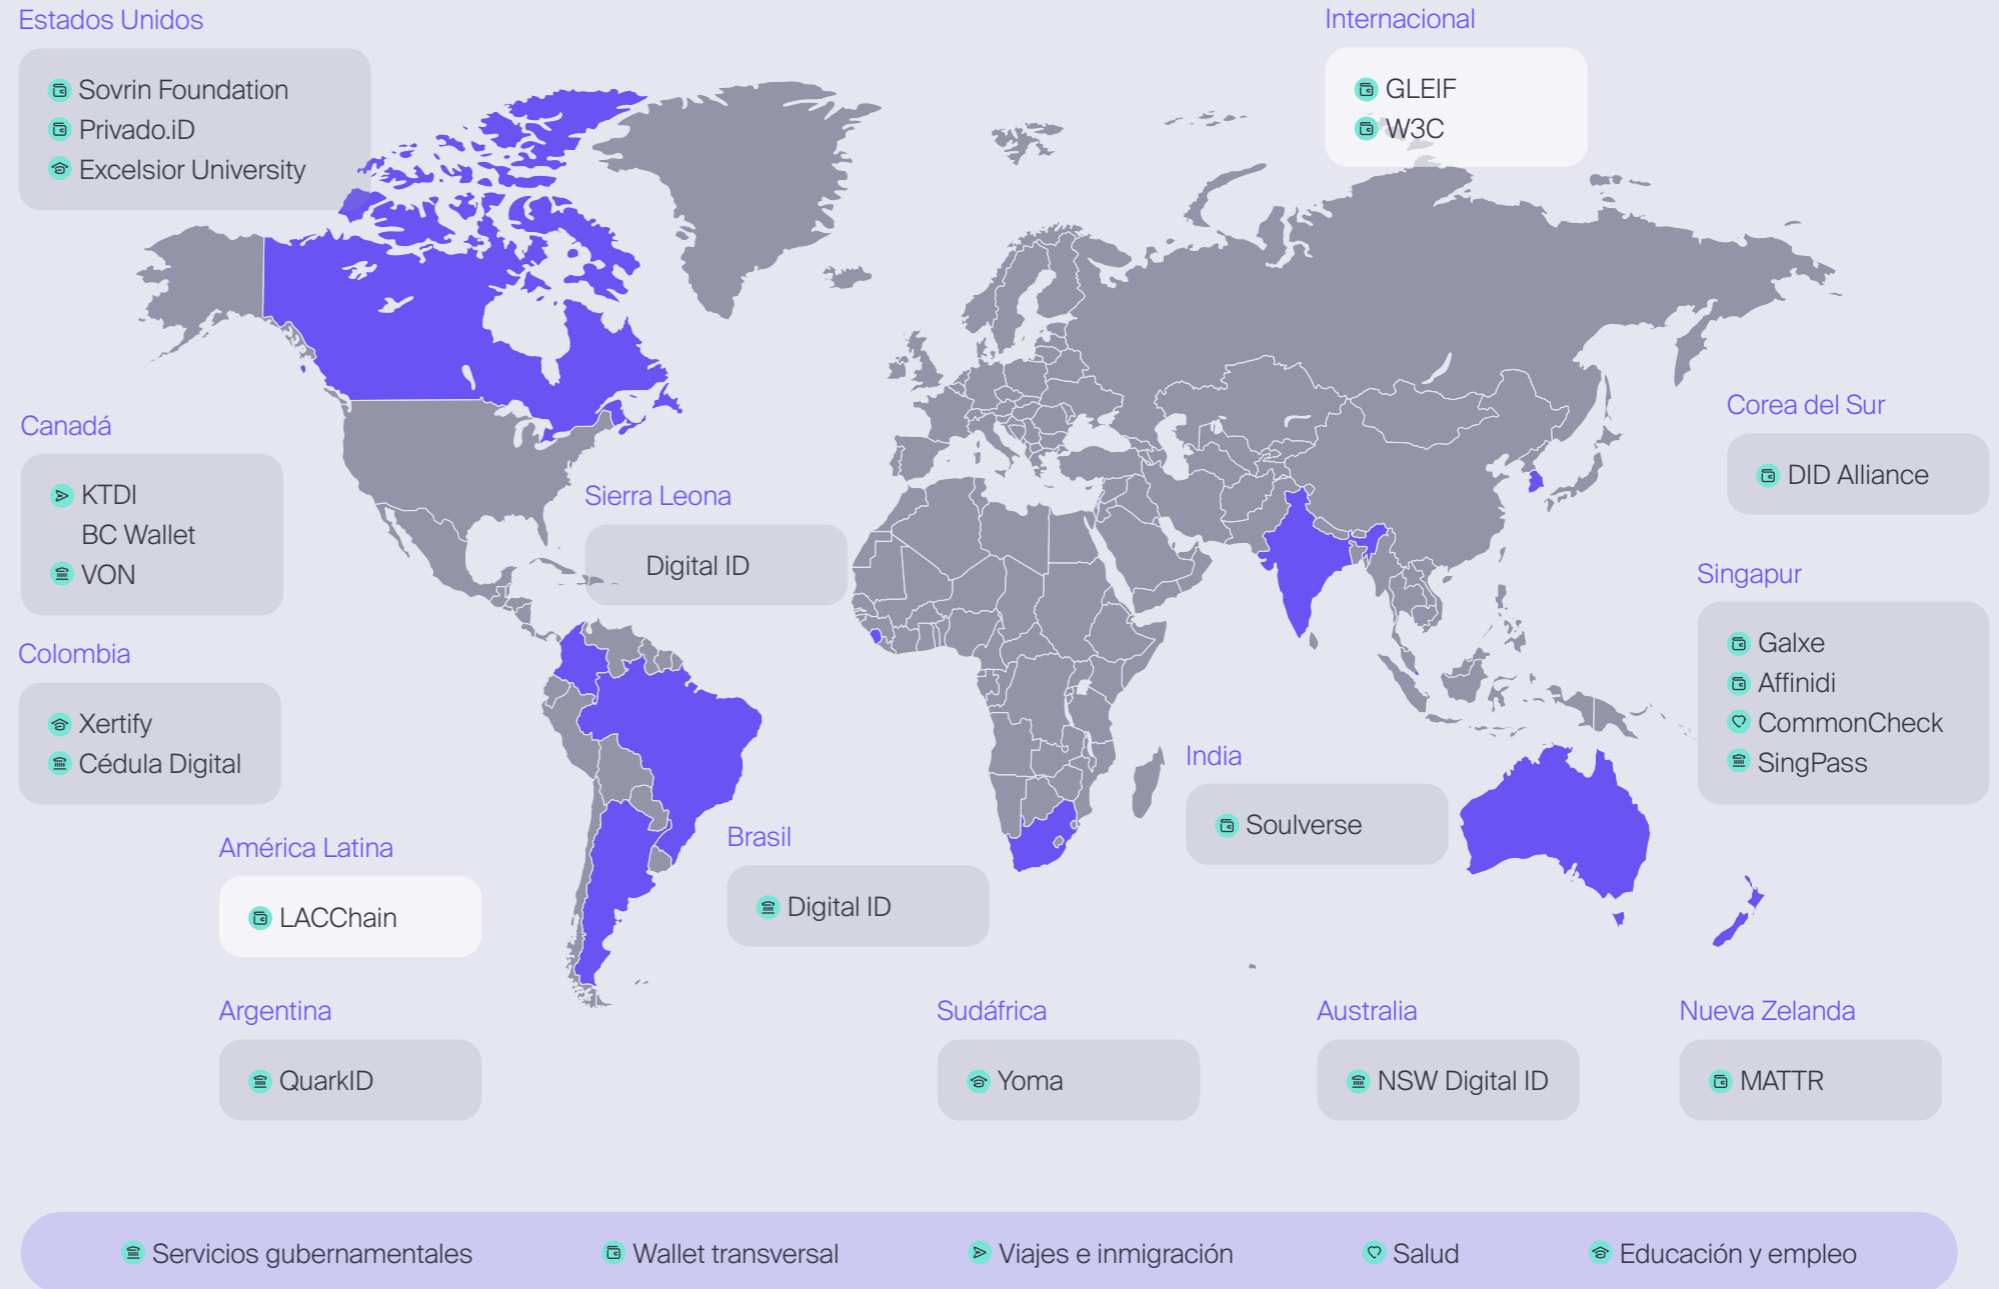 Estados Unidos
Sovrin Foundation
Privado.iD
Excelsior University
Internacional
GLEIF
W3C
Canadá
KTDI
BC Wallet
VON
Sierra Leona
Digital ID
Corea del Sur
DID Alliance
Singapur
Galxe
Affinidi
CommonCheck
SingPass
Colombia
Xertify
Cédula Digital
India
Soulverse
América Latina
LACChain
Brasil
Digital ID
Argentina
QuarkID
Sudáfrica
Yoma
Australia
NSW Digital ID
Nueva Zelanda
MATTR
Servicios gubernamentales
Wallet transversal
Viajes e inmigración
Salud
Educación y empleo